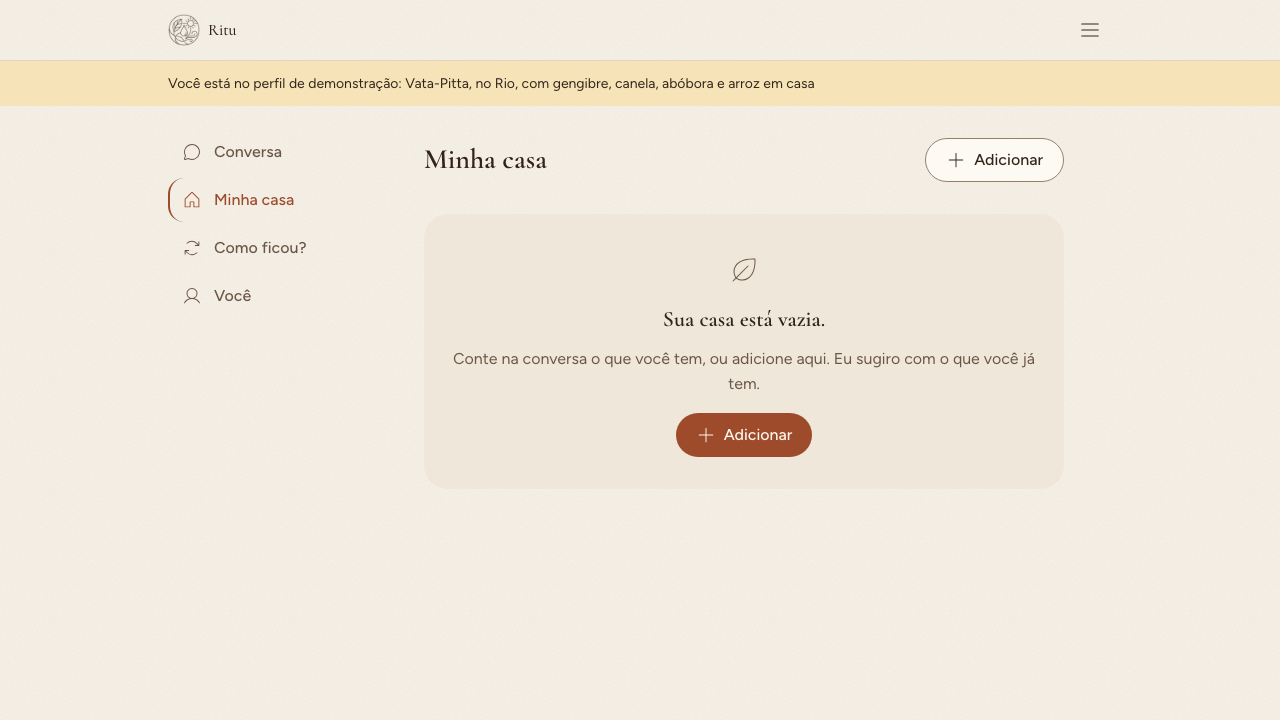 Ritu
Você está no perfil de demonstração: Vata-Pitta, no Rio, com gengibre, canela, abóbora e arroz em casa
Conversa
Minha casa
Como ficou?
Você
Minha casa
Adicionar
Sua casa está vazia.
Conte na conversa o que você tem, ou adicione aqui. Eu sugiro com o que você já
tem.
Adicionar